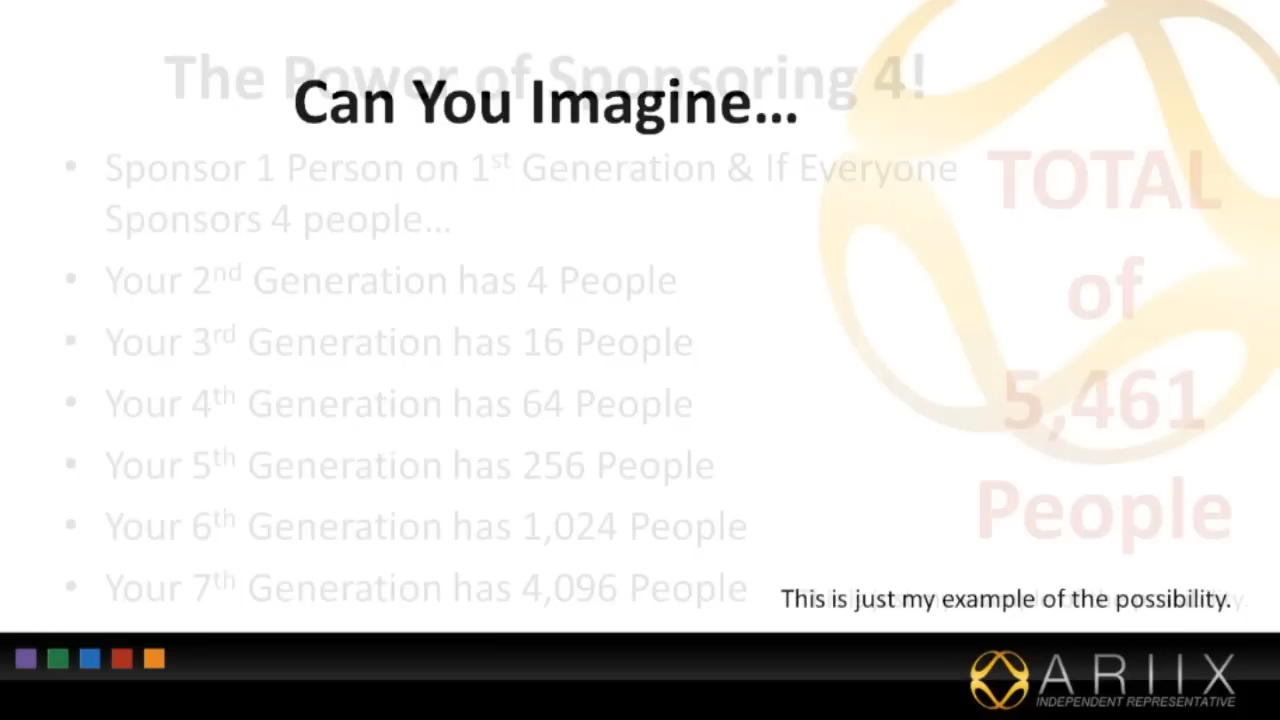 The Power of Sponsoring 4!
Can You Imagine...
• Sponsor 1 Person on 1st Generation & If Everyone
Sponsors 4 people...
• Your 2nd Generation has 4 People
• Your 3rd Generation has 16 People
• Your 4th Generation has 64 People
• Your 5th Generation has 256 People
• Your 6th Generation has 1,024 People
• Your 7th Generation has 4,096 People
TOTAL
of
5,461
People
This is just my example of the possibility.
ARIIX
INDEPENDENT REPRESENTATIVE